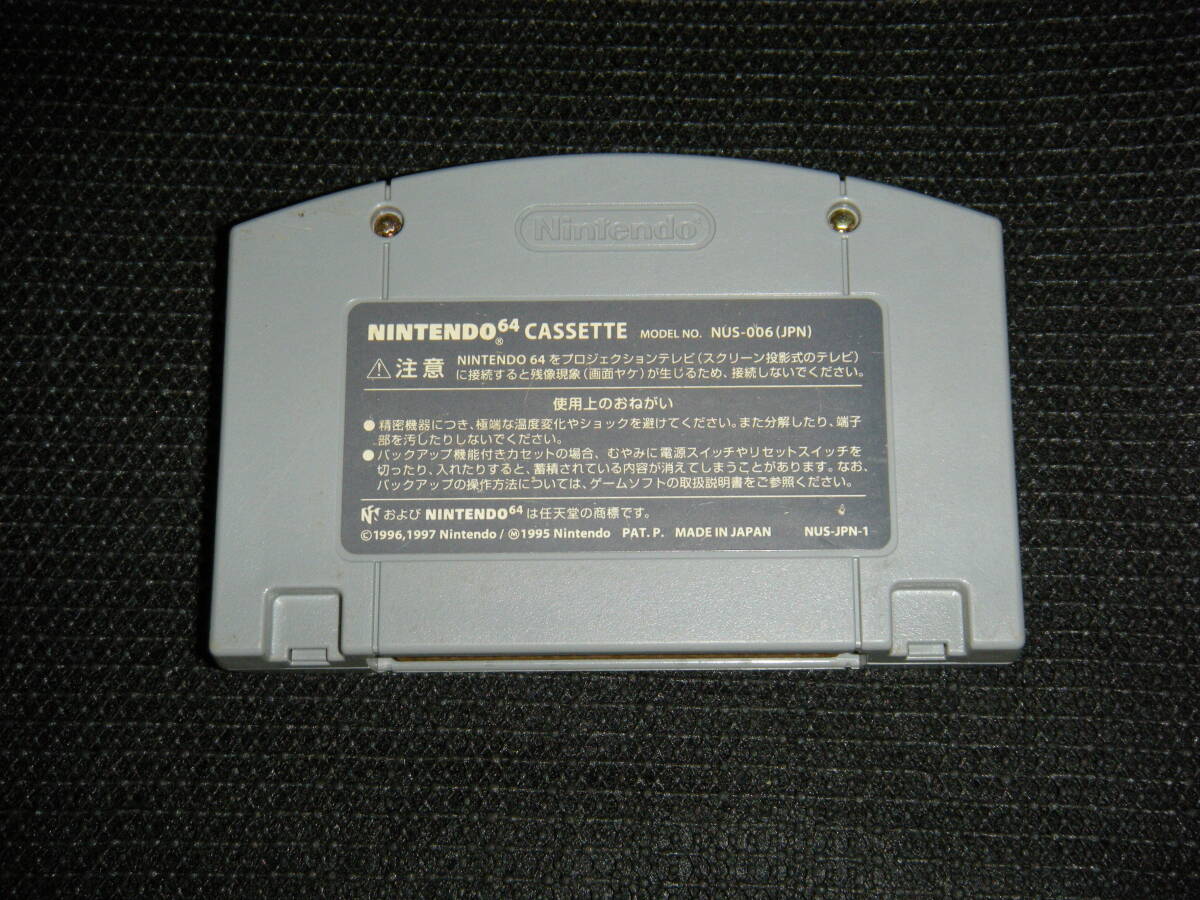 Nintendo
NINTENDO64® CASSETTE MODEL NO. NUS-006(JPN)
注意 NINTENDO 64 をプロジェクションテレビ(スクリーン投影式のテレビ)
に接続すると残像現象(画面ヤケ)が生じるため、接続しないでください。
使用上のおねがい
●精密機器につき、極端な温度変化やショックを避けてください。また分解したり、端子
部を汚したりしないでください。
●バックアップ機能付きカセットの場合、むやみに電源スイッチやリセットスイッチを
切ったり、入れたりすると、蓄積されている内容が消えてしまうことがあります。なお、
バックアップの操作方法については、ゲームソフトの取扱説明書をご参照ください。
および NINTENDO64 は任天堂の商標です。
©1996,1997 Nintendo / Ⓜ1995 Nintendo PAT. P. MADE IN JAPAN NUS-JPN-1